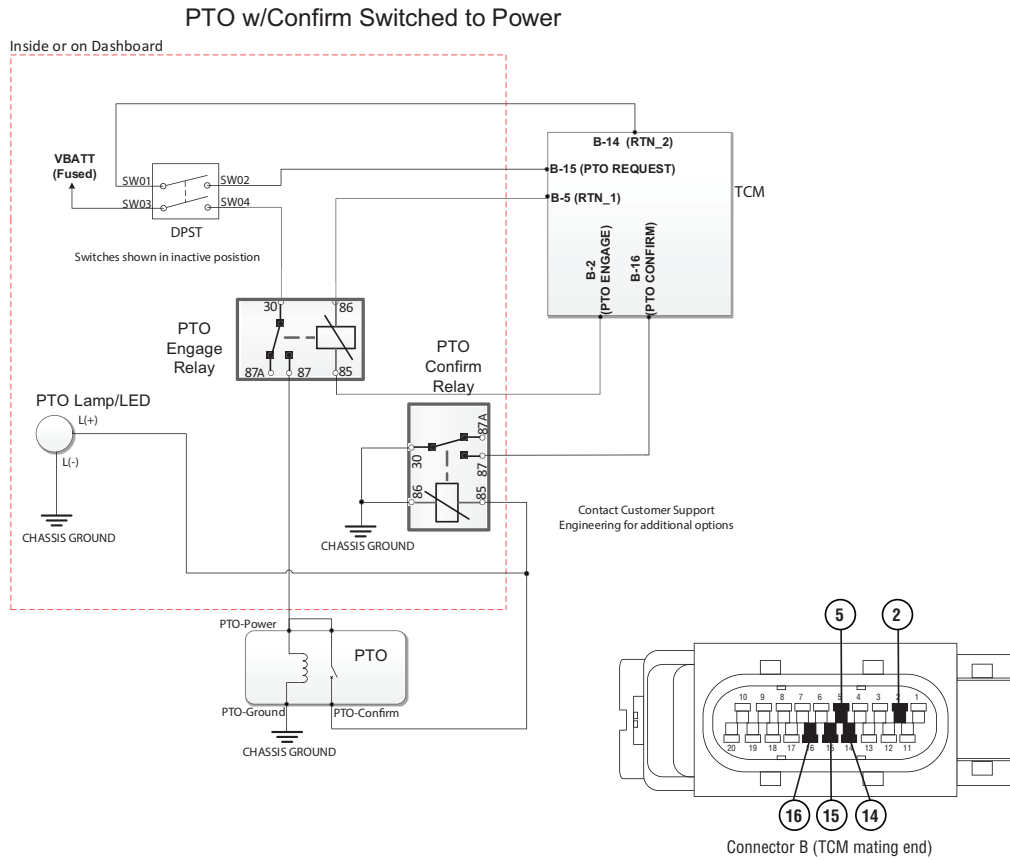 PTO w/Confirm Switched to Power
Inside or on Dashboard
VBATT
(Fused)
SW01
SW02
SW03
SW04
DPST
Switches shown in inactive posistion
B-14 (RTN_2)
B-15 (PTO REQUEST)
B-5 (RTN_1)
B-2
(PTO ENGAGE)
B-16
(PTO CONFIRM)
TCM
PTO
Engage
Relay
30
86
87A
87
85
PTO
Confirm
Relay
87A
30
87
86
85
PTO Lamp/LED
L(+)
L(-)
CHASSIS GROUND
CHASSIS GROUND
Contact Customer Support
Engineering for additional options
PTO-Power
PTO
PTO-Ground
PTO-Confirm
CHASSIS GROUND
5
2
10 9 8 7 6 5 4 3 2 1
20 19 18 17 16 15 14 13 12 11
16
15
14
Connector B (TCM mating end)